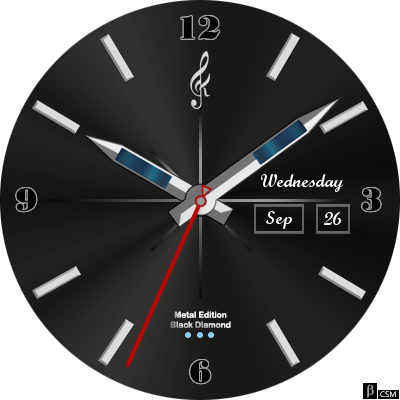 12
Wednesday
9
3
Sep 26
Metal Edition
Black Diamond
6
β CSM